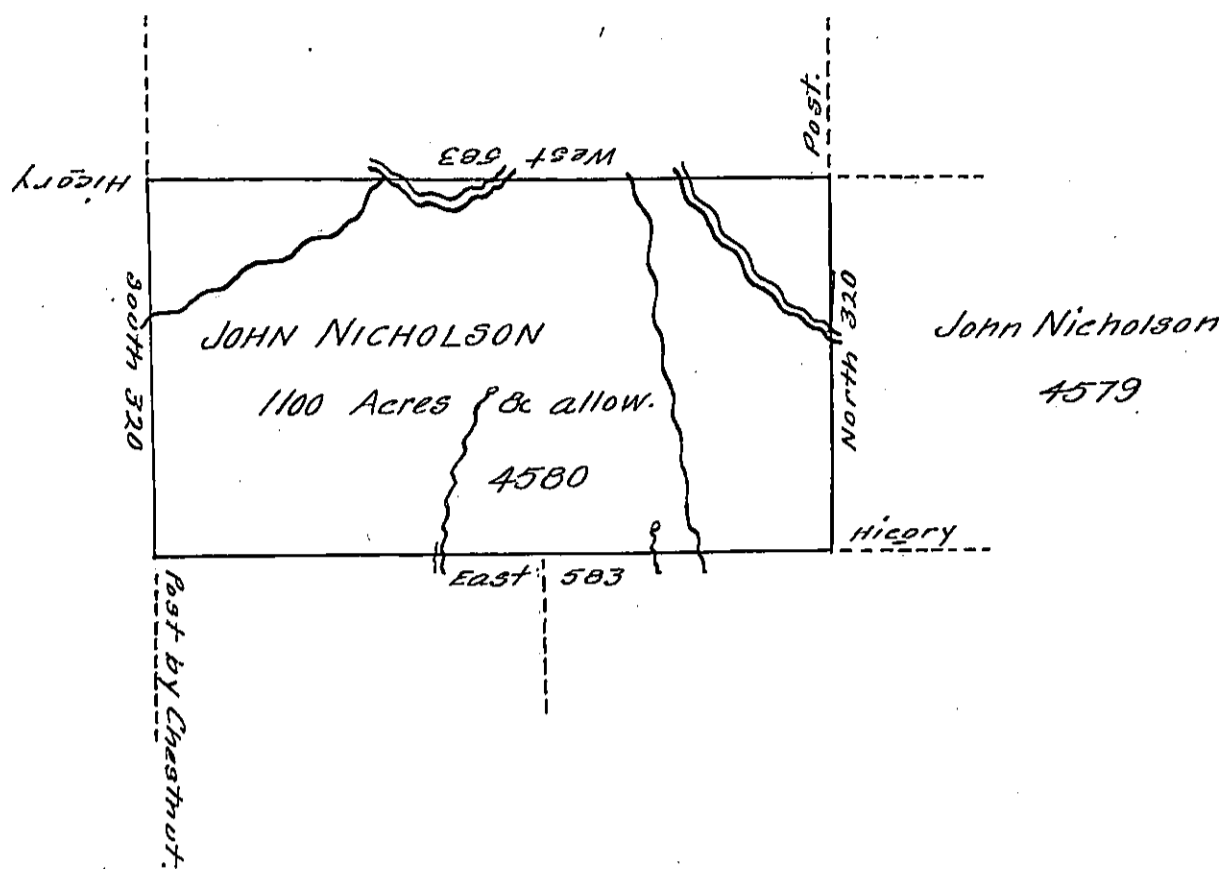 Post.
West 583
Hicory
South 320
North 320
JOHN NICHOLSON
1100 Acres & allow.
4580
John Nicholson
4579
Hicory
East 583
Post by Chestnut.